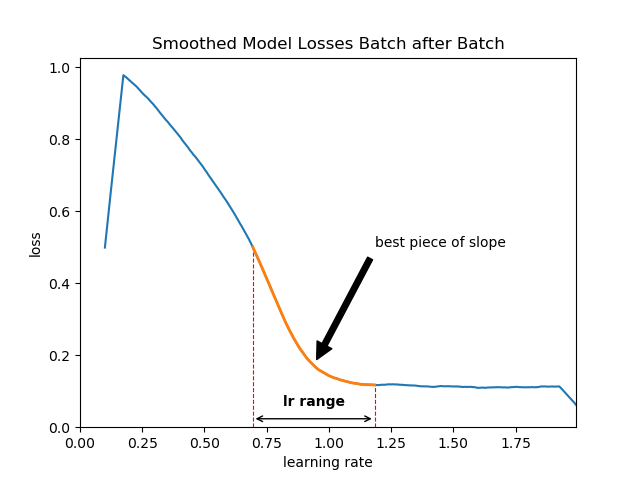 Smoothed Model Losses Batch after Batch
1.0
0.8
0.6
0.4
0.2
0.0
loss
best piece of slope
lr range
0.00 0.25 0.50 0.75 1.00 1.25 1.50 1.75
learning rate